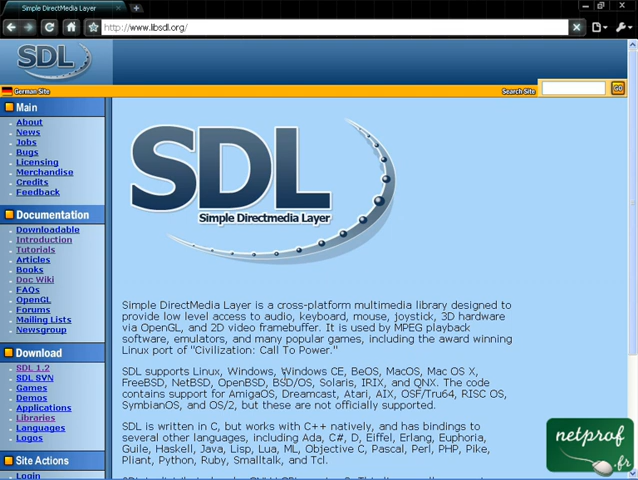 Simple DirectMedia Layer
http://www.libsdl.org/
SDL
German Site
Search Site:
GO
Main
About
News
Jobs
Bugs
Licensing
Merchandise
Credits
Feedback
Documentation
Downloadable
Introduction
Tutorials
Articles
Books
Doc Wiki
FAQs
OpenGL
Forums
Mailing Lists
Newsgroup
Download
SDL 1.2
SDL SVN
Games
Demos
Applications
Libraries
Languages
Logos
Site Actions
Login
SDL
Simple Directmedia Layer
Simple DirectMedia Layer is a cross-platform multimedia library designed to
provide low level access to audio, keyboard, mouse, joystick, 3D hardware
via OpenGL, and 2D video framebuffer. It is used by MPEG playback
software, emulators, and many popular games, including the award winning
Linux port of "Civilization: Call To Power."
SDL supports Linux, Windows, Windows CE, BeOS, MacOS, Mac OS X,
FreeBSD, NetBSD, OpenBSD, BSD/OS, Solaris, IRIX, and QNX. The code
contains support for AmigaOS, Dreamcast, Atari, AIX, OSF/Tru64, RISC OS,
SymbianOS, and OS/2, but these are not officially supported.
SDL is written in C, but works with C++ natively, and has bindings to
several other languages, including Ada, C#, D, Eiffel, Erlang, Euphoria,
Guile, Haskell, Java, Lisp, Lua, ML, Objective C, Pascal, Perl, PHP, Pike,
Pliant, Python, Ruby, Smalltalk, and Tcl.
netprof
.fr